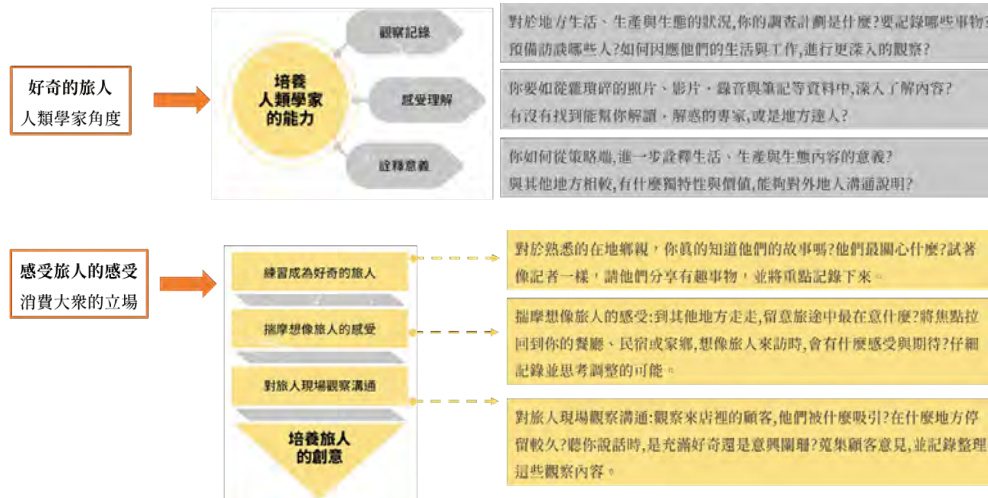 好奇的旅人
人類學家角度
培養
人類學家
的能力
觀察記錄
感受理解
詮釋意義
對於地方生活、生產與生態的狀況,你的調查計劃是什麼?要記錄哪些事物?
預備訪談哪些人?如何因應他們的生活與工作,進行更深入的觀察?
你要如從雜瑣碎的照片、影片、錄音與筆記等資料中,深入了解內容?
有沒有找到能幫你解讀、解惑的專家,或是地方達人?
你如何從策略端,進一步詮釋生活、生產與生態內容的意義?
與其他地方相較,有什麼獨特性與價值,能夠對外地人溝通說明?
感受旅人的感受
消費大衆的立場
練習成為好奇的旅人
揣摩想像旅人的感受
對旅人現場觀察溝通
培養旅人
的創意
對於熟悉的在地鄉親，你真的知道他們的故事嗎?他們最關心什麼?試著
像記者一樣，請他們分享有趣事物，並將重點記錄下來。
揣摩想像旅人的感受:到其他地方走走,留意旅途中最在意什麼?將焦點拉
回到你的餐廳、民宿或家鄉,想像旅人來訪時,會有什麼感受與期待?仔細
記錄並思考調整的可能。
對旅人現場觀察溝通:觀察來店裡的顧客,他們被什麼吸引?在什麼地方停
留較久?聽你說話時,是充滿好奇還是意興闌珊?蒐集顧客意見,並記錄整理
這些觀察內容。